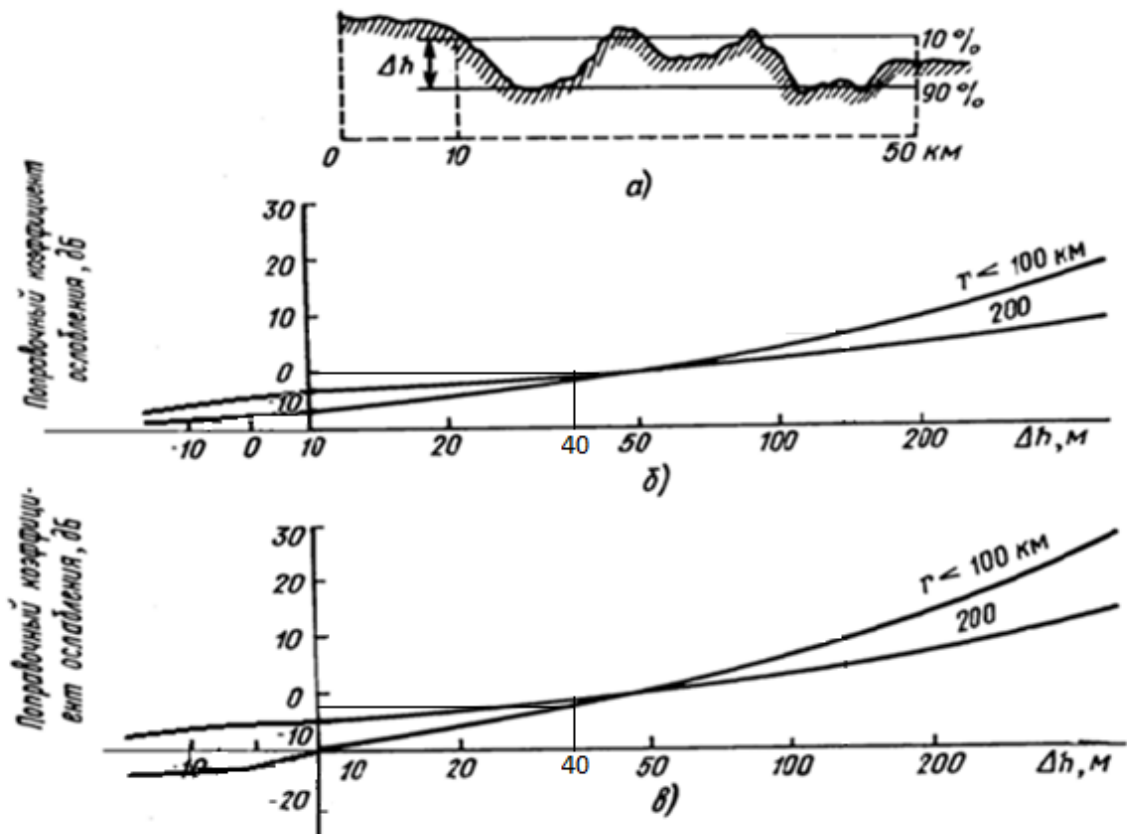 10 %
Δh
90 %
0 10 50 км
а)
Поправочный коэффициент
ослабления, дБ
30
20
10
0
-10
r < 100 км
200
-10 0 10 20 40 50 100 200 Δh, м
б)
Поправочный коэффици-
ент ослабления, дБ
30
20
10
0
-10
-20
r < 100 км
200
10 20 40 50 100 200 Δh, м
в)